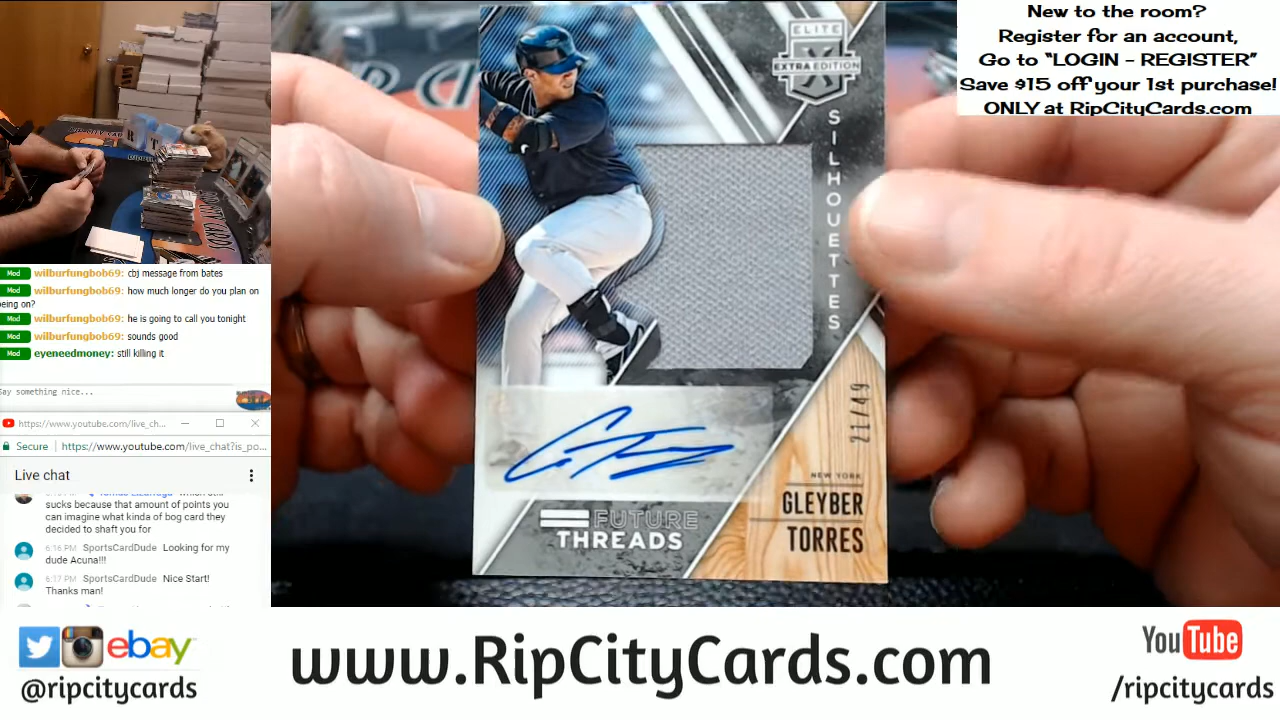 New to the room?
Register for an account,
Go to “LOGIN - REGISTER”
Save $15 off your 1st purchase!
ONLY at RipCityCards.com
ELITE
EXTRA EDITION
X
SILHOUETTES
21/49
NEW YORK
GLEYBER
TORRES
FUTURE
THREADS
Mod wilburfungbob69: cbj message from bates
Mod wilburfungbob69: how much longer do you plan on
being on?
Mod wilburfungbob69: he is going to call you tonight
Mod wilburfungbob69: sounds good
Mod eyeneedmoney: still killing it
Say something nice...
https://www.youtube.com/live_ch...
Secure https://www.youtube.com/live_chat?is_po...
Live chat
sucks because that amount of points you
can imagine what kinda of bog card they
decided to shaft you for
6:16 PM SportsCardDude Looking for my
dude Acuna!!!
6:17 PM SportsCardDude Nice Start!
Thanks man!
ebay
@ripcitycards
www.RipCityCards.com
YouTube
/ripcitycards